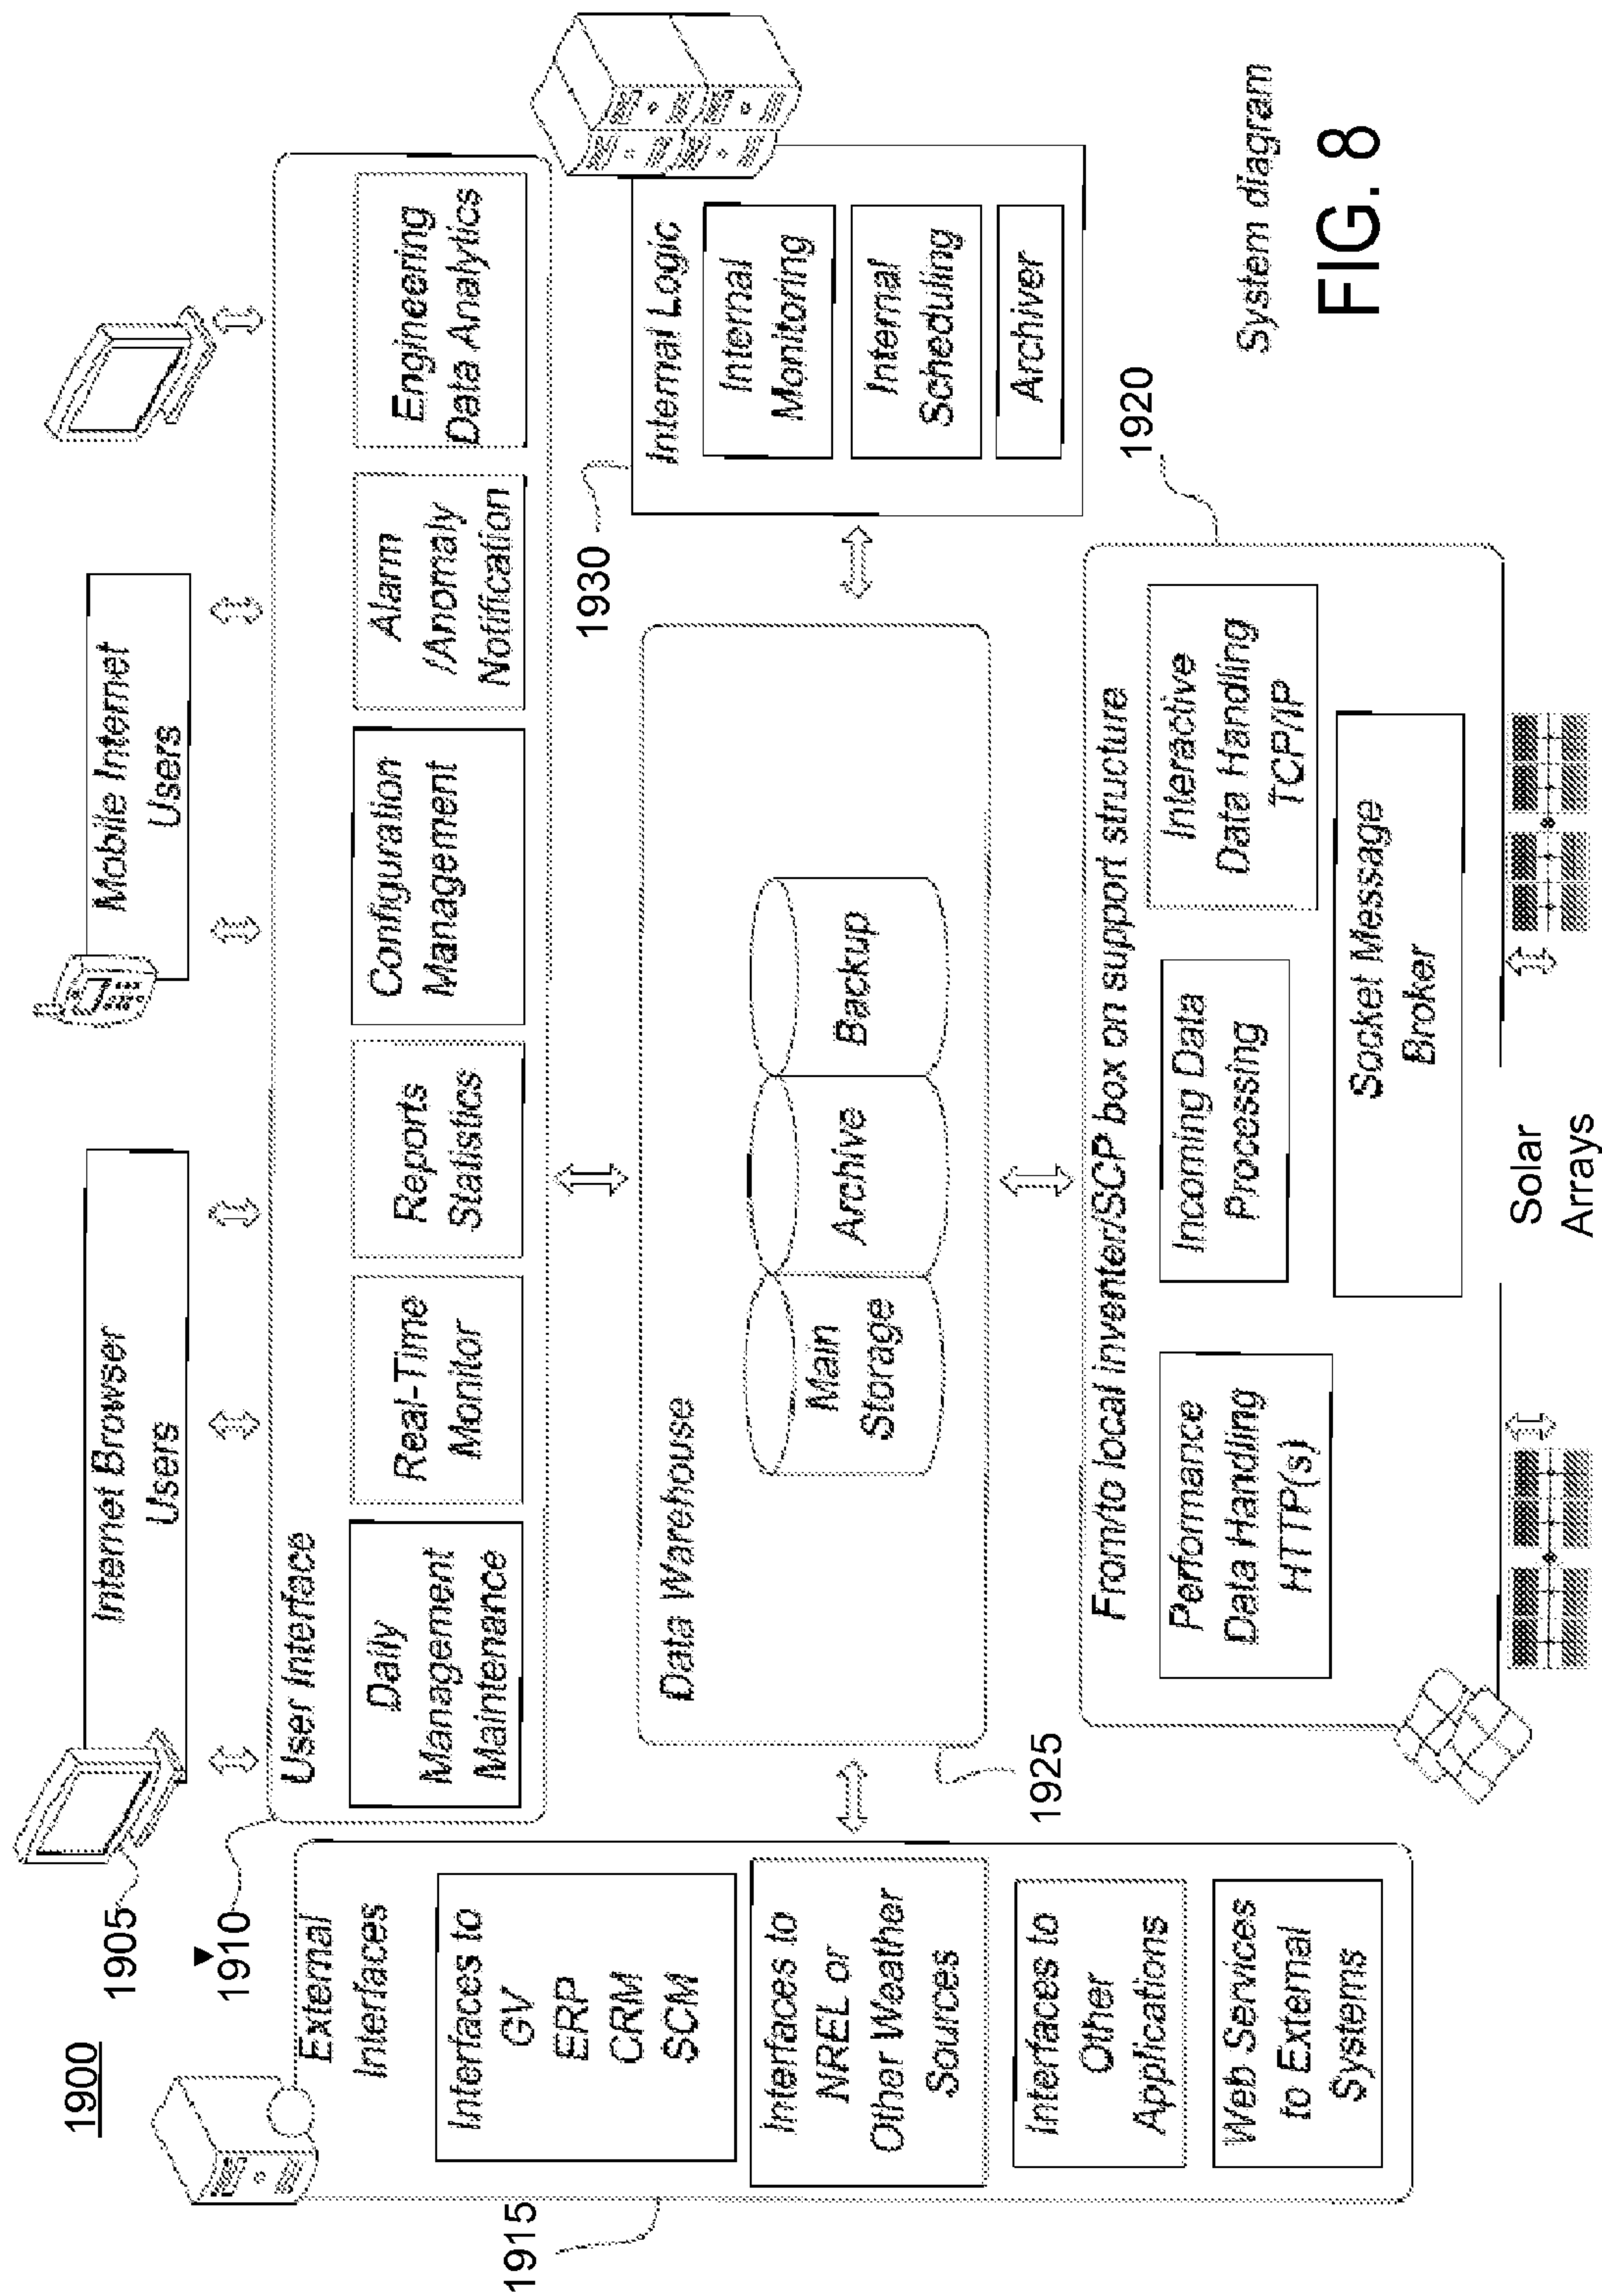 1900
1905
Internet Browser
Users
Mobile Internet
Users
1910
User Interface
Daily
Management
Maintenance
Real-Time
Monitor
Reports
Statistics
Configuration
Management
Alarm
/Anomaly
Notification
Engineering
Data Analytics
1915
External
Interfaces
Interfaces to
GV
ERP
CRM
SCM
Interfaces to
NREL or
Other Weather
Sources
Interfaces to
Other
Applications
Web Services
to External
Systems
Data Warehouse
Main
Storage
Archive
Backup
1925
1930
Internal Logic
Internal
Monitoring
Internal
Scheduling
Archiver
1920
From/to local inventer/SCP box on support structure
Performance
Data Handling
HTTP(s)
Incoming Data
Processing
Interactive
Data Handling
TCP/IP
Socket Message
Broker
Solar
Arrays
System diagram
FIG. 8